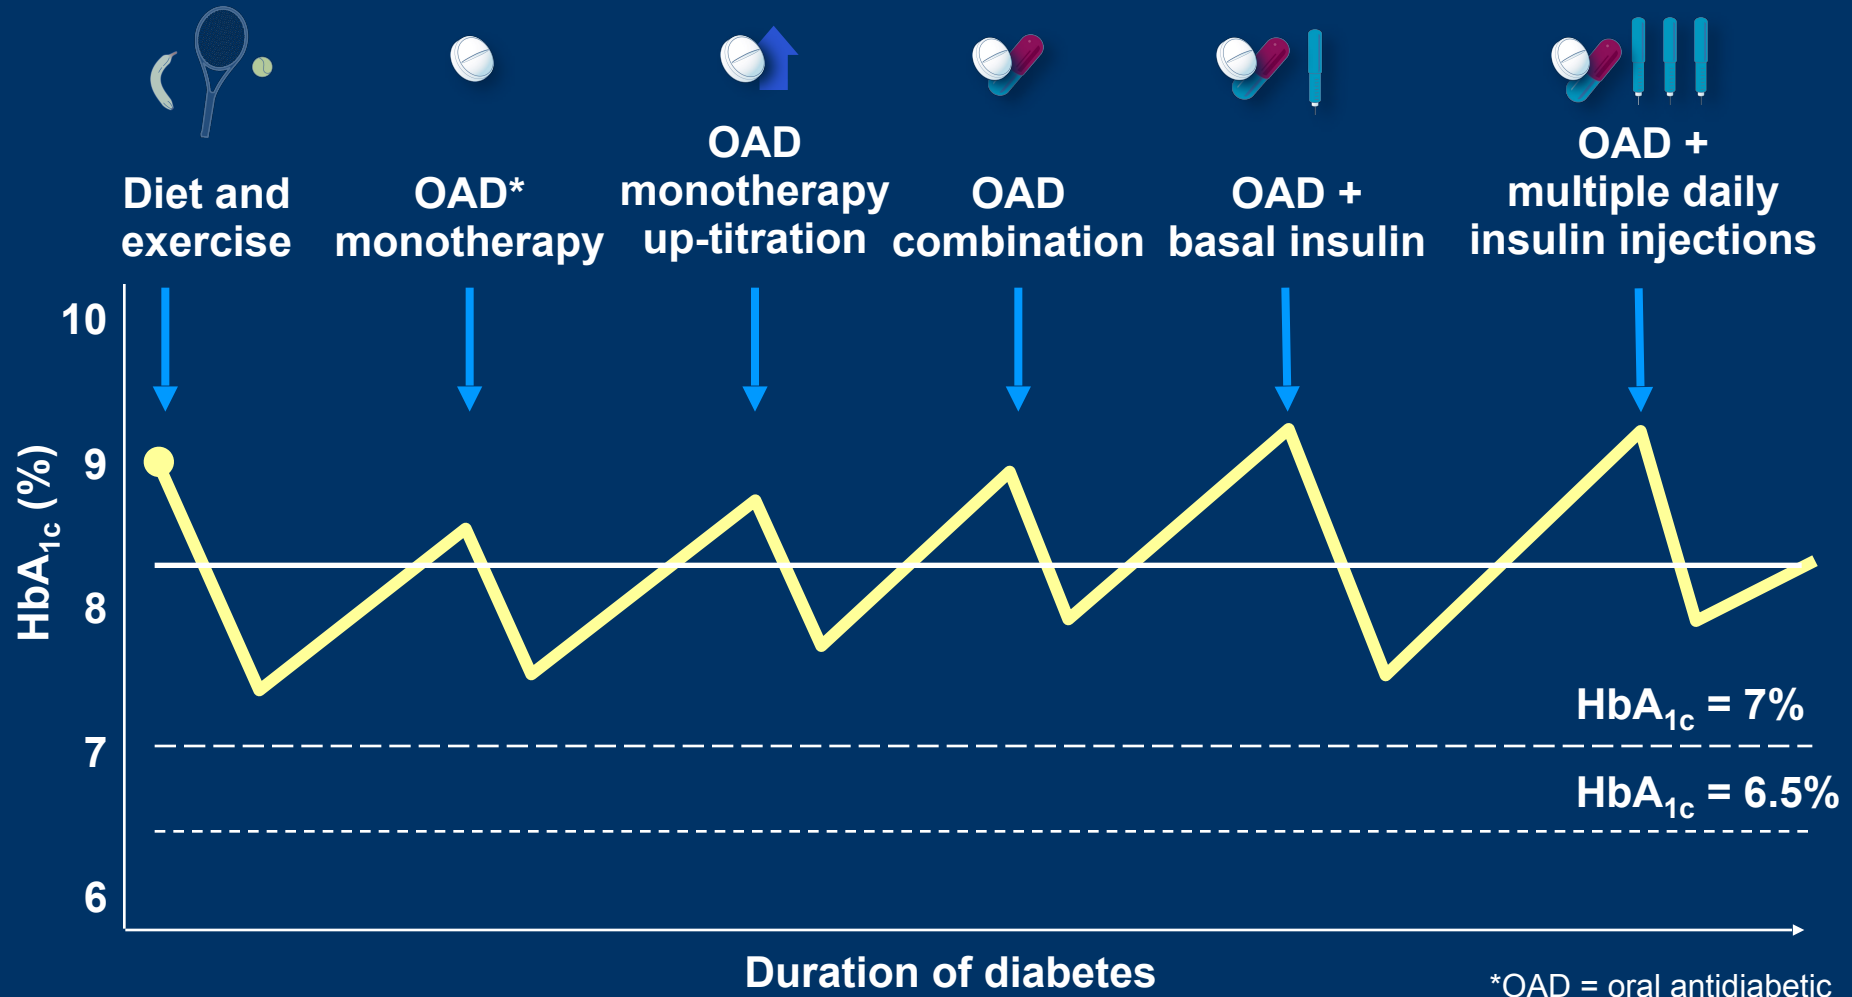 Diet and
exercise
OAD*
monotherapy
OAD
monotherapy
up-titration
OAD
combination
OAD +
basal insulin
OAD +
multiple daily
insulin injections
HbA1c (%)
10
9
8
7
6
HbA1c = 7%
HbA1c = 6.5%
Duration of diabetes
*OAD = oral antidiabetic